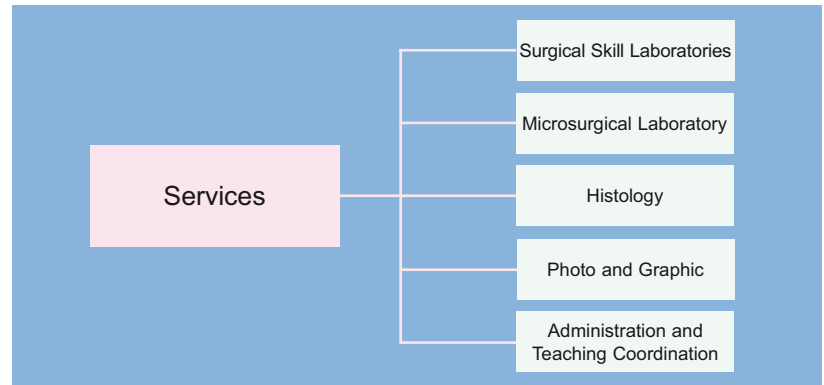 Services
Surgical Skill Laboratories
Microsurgical Laboratory
Histology
Photo and Graphic
Administration and
Teaching Coordination